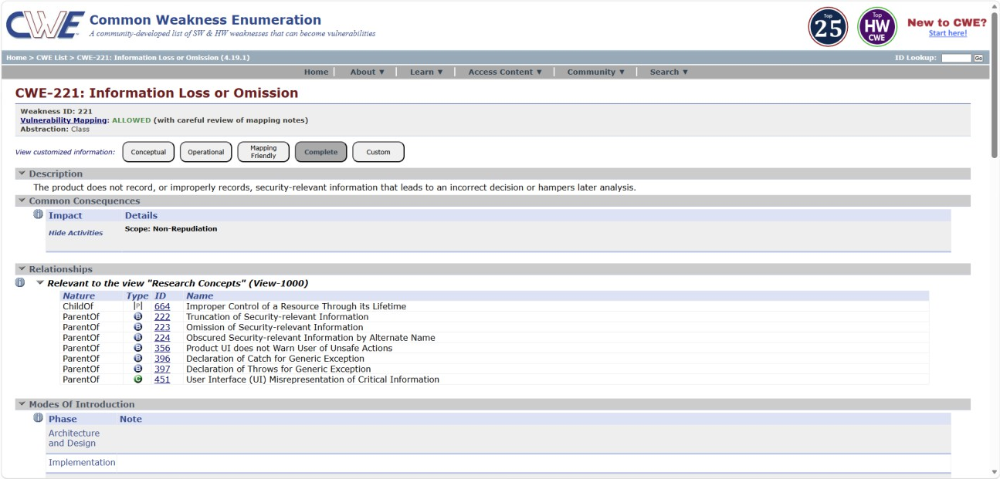 CWE Common Weakness Enumeration
A community-developed list of SW & HW weaknesses that can become vulnerabilities
Top 25
Top HW CWE
New to CWE?
Start here!
Home > CWE List > CWE-221: Information Loss or Omission (4.19.1)
ID Lookup: Go
Home | About ▼ | Learn ▼ | Access Content ▼ | Community ▼ | Search ▼
CWE-221: Information Loss or Omission
Weakness ID: 221
Vulnerability Mapping: ALLOWED (with careful review of mapping notes)
Abstraction: Class
View customized information: Conceptual Operational Mapping Friendly Complete Custom
Description
The product does not record, or improperly records, security-relevant information that leads to an incorrect decision or hampers later analysis.
Common Consequences
Impact Details
Hide Activities Scope: Non-Repudiation
Relationships
Relevant to the view "Research Concepts" (View-1000)
Nature Type ID Name
ChildOf P 664 Improper Control of a Resource Through its Lifetime
ParentOf B 222 Truncation of Security-relevant Information
ParentOf B 223 Omission of Security-relevant Information
ParentOf B 224 Obscured Security-relevant Information by Alternate Name
ParentOf B 356 Product UI does not Warn User of Unsafe Actions
ParentOf B 396 Declaration of Catch for Generic Exception
ParentOf B 397 Declaration of Throws for Generic Exception
ParentOf C 451 User Interface (UI) Misrepresentation of Critical Information
Modes Of Introduction
Phase Note
Architecture
and Design
Implementation